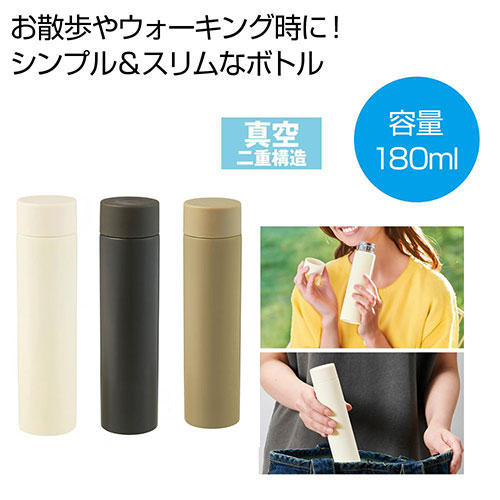 お散歩やウォーキング時に!
シンプル&スリムなボトル
真空
二重構造
容量
180ml